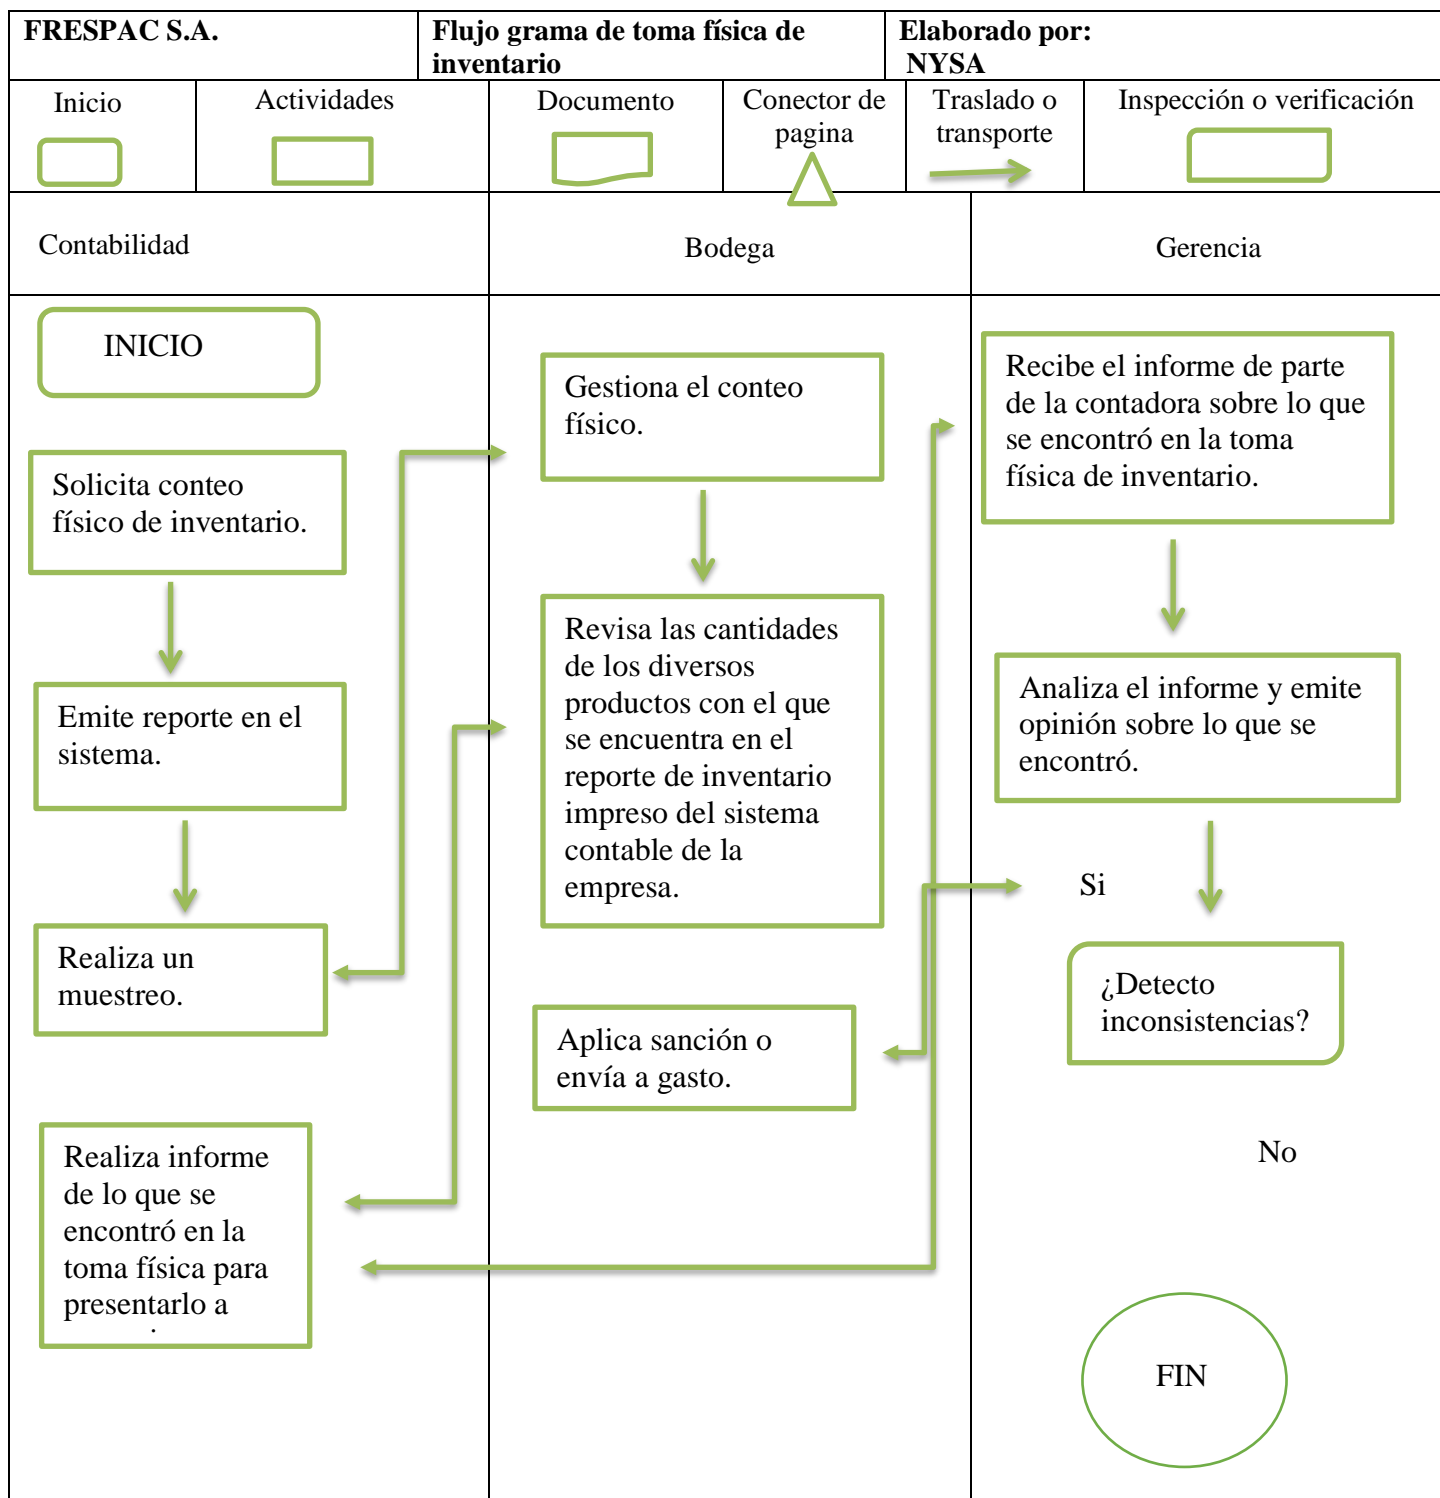 FRESPAC S.A.
Flujo grama de toma física de
inventario
Elaborado por:
NYSA
Inicio
Actividades
Documento
Conector de
pagina
Traslado o
transporte
Inspección o verificación
Contabilidad
Bodega
Gerencia
INICIO
Solicita conteo
físico de inventario.
Emite reporte en el
sistema.
Realiza un
muestreo.
Realiza informe
de lo que se
encontró en la
toma física para
presentarlo a
Gestiona el conteo
físico.
Revisa las cantidades
de los diversos
productos con el que
se encuentra en el
reporte de inventario
impreso del sistema
contable de la
empresa.
Aplica sanción o
envía a gasto.
Recibe el informe de parte
de la contadora sobre lo que
se encontró en la toma
física de inventario.
Analiza el informe y emite
opinión sobre lo que se
encontró.
Si
¿Detecto
inconsistencias?
No
FIN